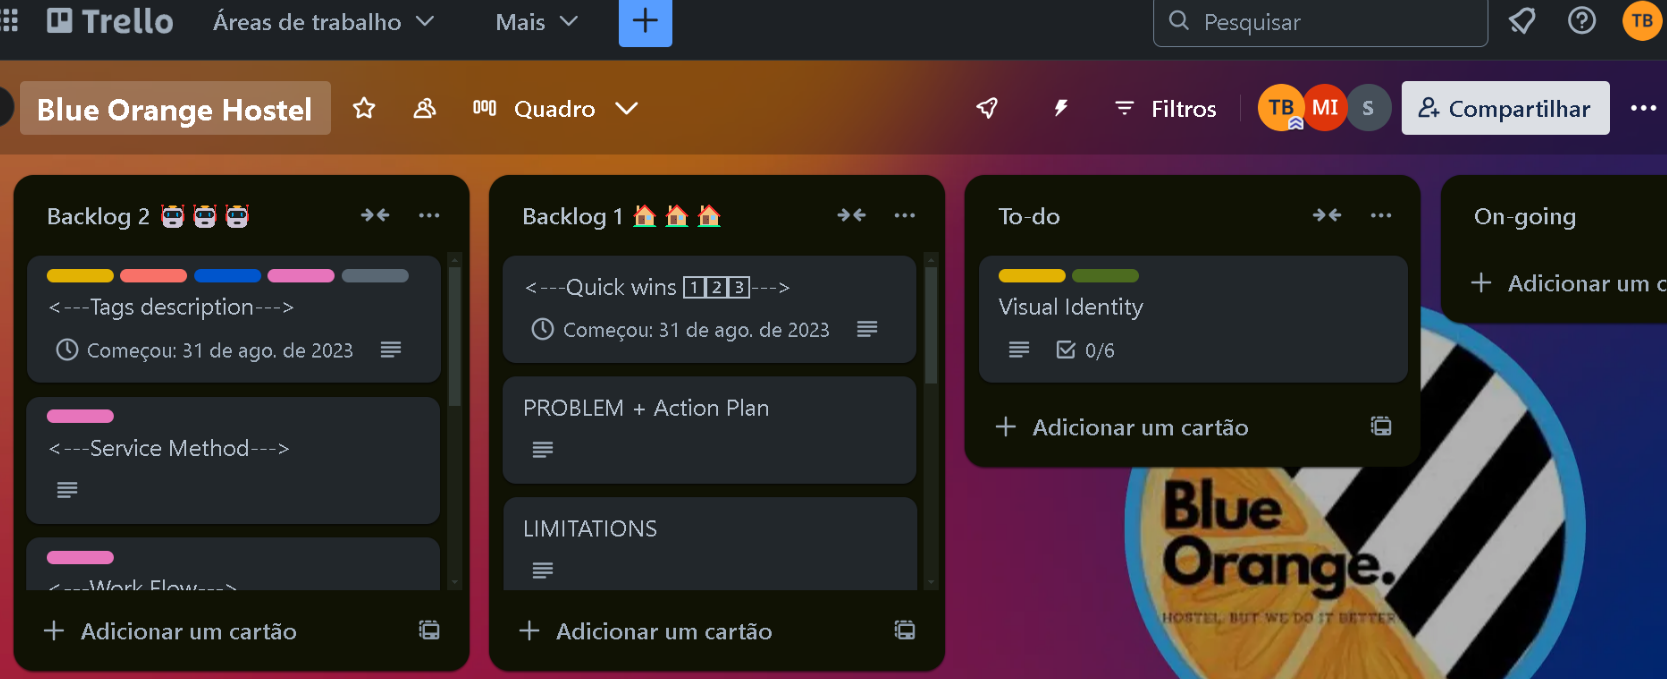 Trello
Áreas de trabalho
Mais
Pesquisar
TB
Blue Orange Hostel
Quadro
Filtros
TB
MI
S
Compartilhar
Backlog 2
<---Tags description--->
Começou: 31 de ago. de 2023
<---Service Method--->
<---Work Flow--->
Adicionar um cartão
Backlog 1
<---Quick wins 1 2 3--->
Começou: 31 de ago. de 2023
PROBLEM + Action Plan
LIMITATIONS
Adicionar um cartão
To-do
Visual Identity
0/6
Adicionar um cartão
On-going
Adicionar um c
Blue
Orange.
HOSTEL, BUT WE DO IT BETTER